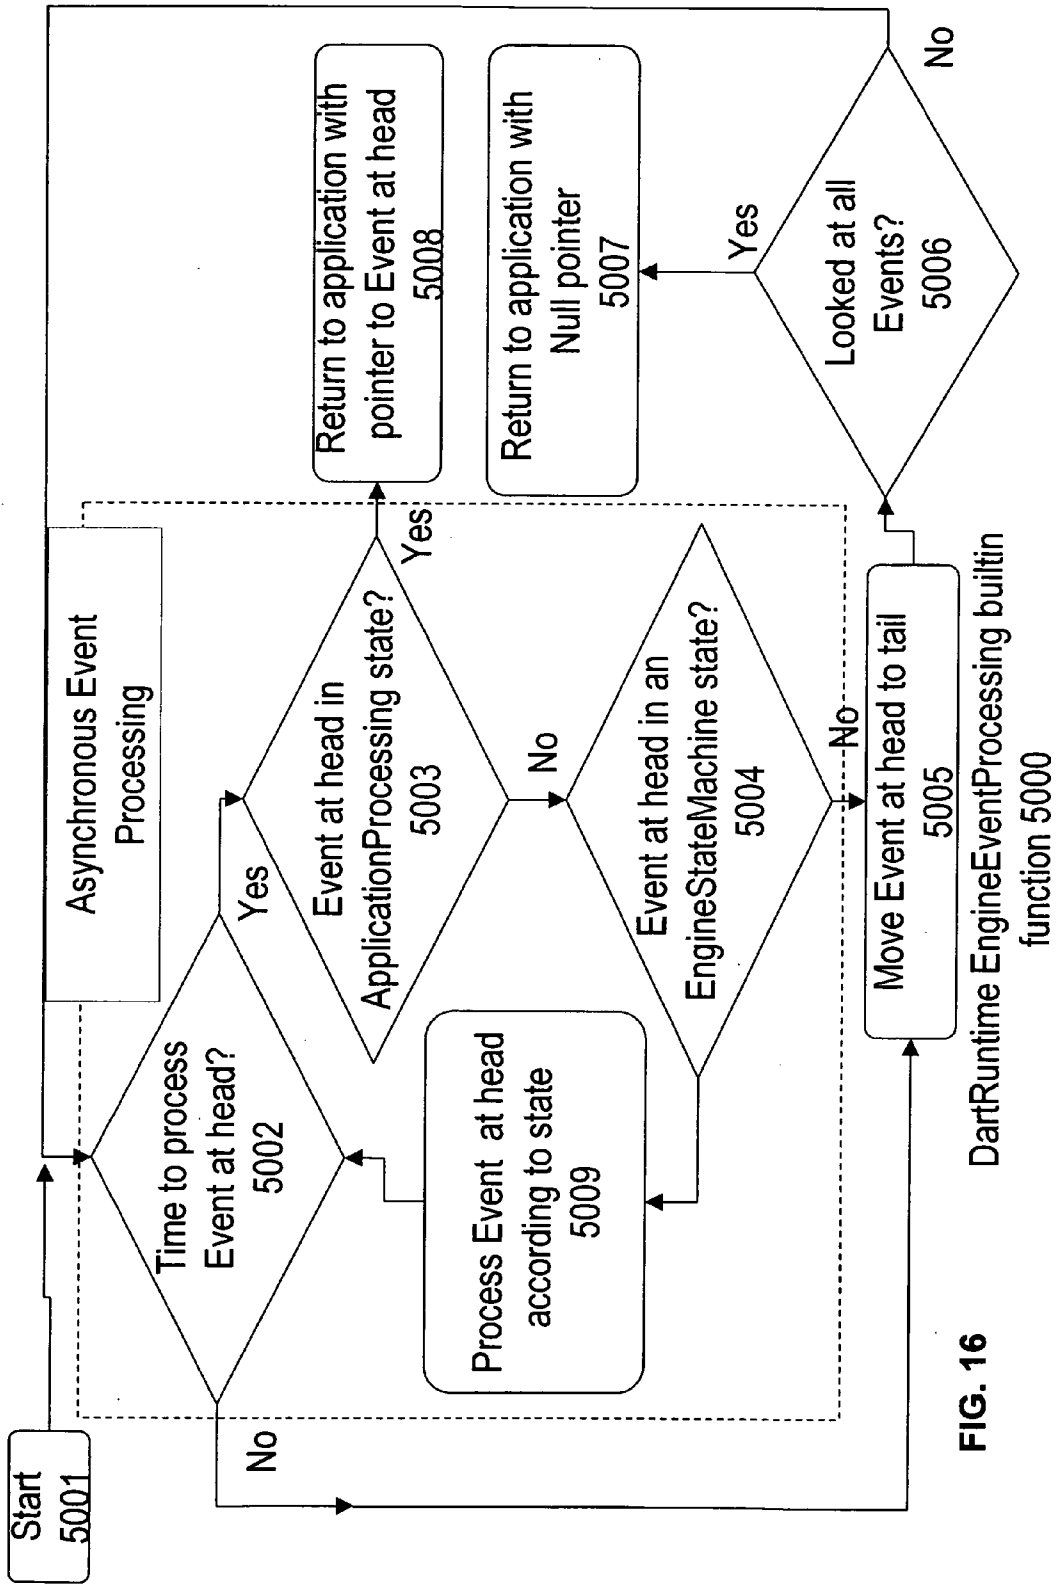 Start
5001
Asynchronous Event
Processing
Time to process
Event at head?
5002
Yes
No
Event at head in
ApplicationProcessing state?
5003
Yes
No
Return to application with
pointer to Event at head
5008
Process Event at head
according to state
5009
Event at head in an
EngineStateMachine state?
5004
No
Return to application with
Null pointer
5007
Move Event at head to tail
5005
Looked at all
Events?
5006
Yes
No
DartRuntime EngineEventProcessing builtin
function 5000
FIG. 16